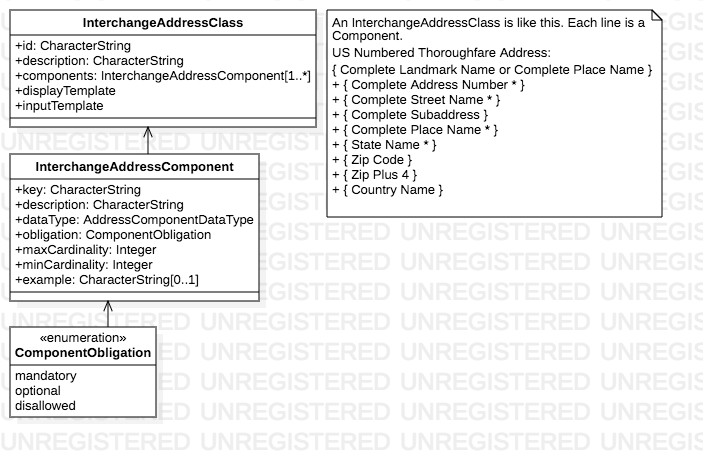 InterchangeAddressClass
+id: CharacterString
+description: CharacterString
+components: InterchangeAddressComponent[1..*]
+displayTemplate
+inputTemplate
InterchangeAddressComponent
+key: CharacterString
+description: CharacterString
+dataType: AddressComponentDataType
+obligation: ComponentObligation
+maxCardinality: Integer
+minCardinality: Integer
+example: CharacterString[0..1]
«enumeration»
ComponentObligation
mandatory
optional
disallowed
An InterchangeAddressClass is like this. Each line is a
Component.
US Numbered Thoroughfare Address:
{ Complete Landmark Name or Complete Place Name }
+ { Complete Address Number * }
+ { Complete Street Name * }
+ { Complete Subaddress }
+ { Complete Place Name * }
+ { State Name * }
+ { Zip Code }
+ { Zip Plus 4 }
+ { Country Name }
UNREGISTERED UNREGISTERED UNREGISTERED UNREGIS